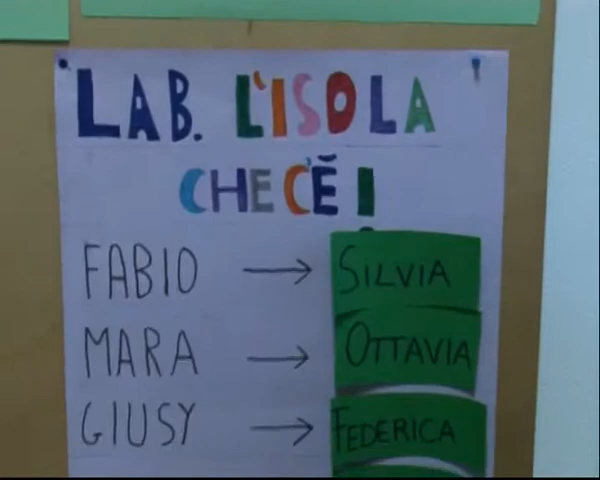 LAB. L'ISOLA
CHE C'È!
FABIO → SILVIA
MARA → OTTAVIA
GIUSY → FEDERICA